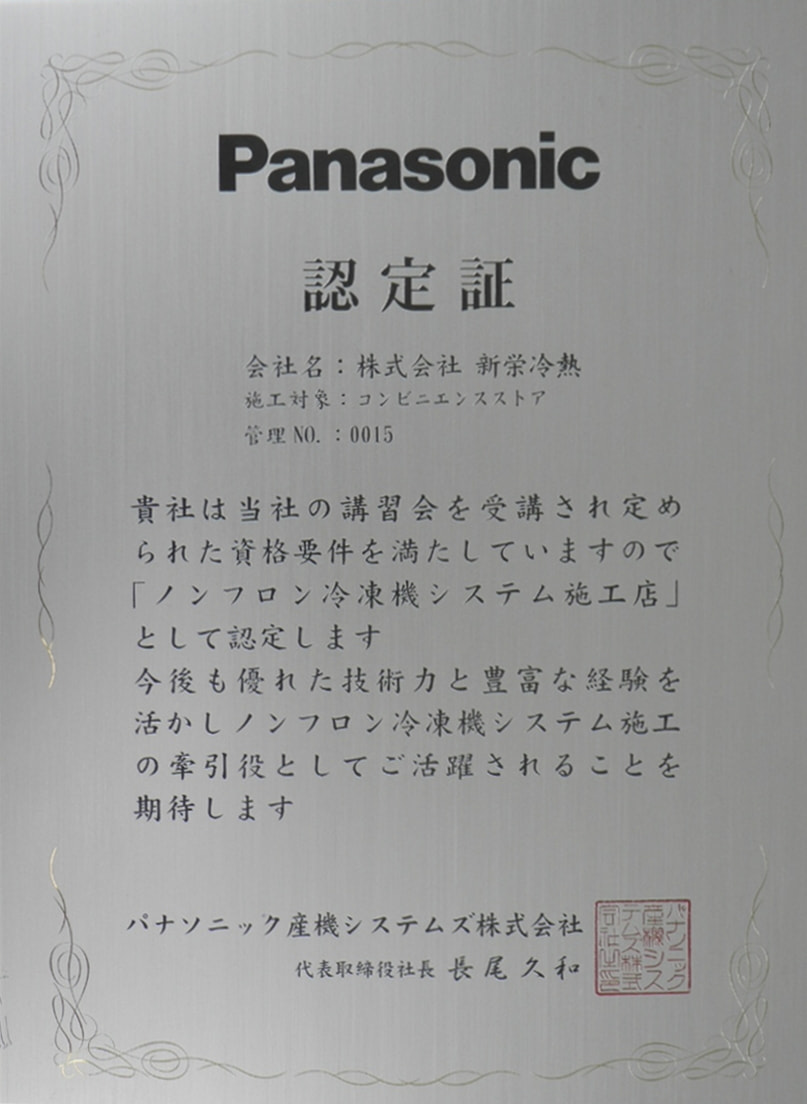 Panasonic
認定証
会社名：株式会社 新栄冷熱
施工対象：コンビニエンスストア
管理NO.：0015
貴社は当社の講習会を受講され定め
られた資格要件を満たしていますので
「ノンフロン冷凍機システム施工店」
として認定します
今後も優れた技術力と豊富な経験を
活かしノンフロン冷凍機システム施工
の牽引役としてご活躍されることを
期待します
パナソニック産機システムズ株式会社
代表取締役社長 長尾久和